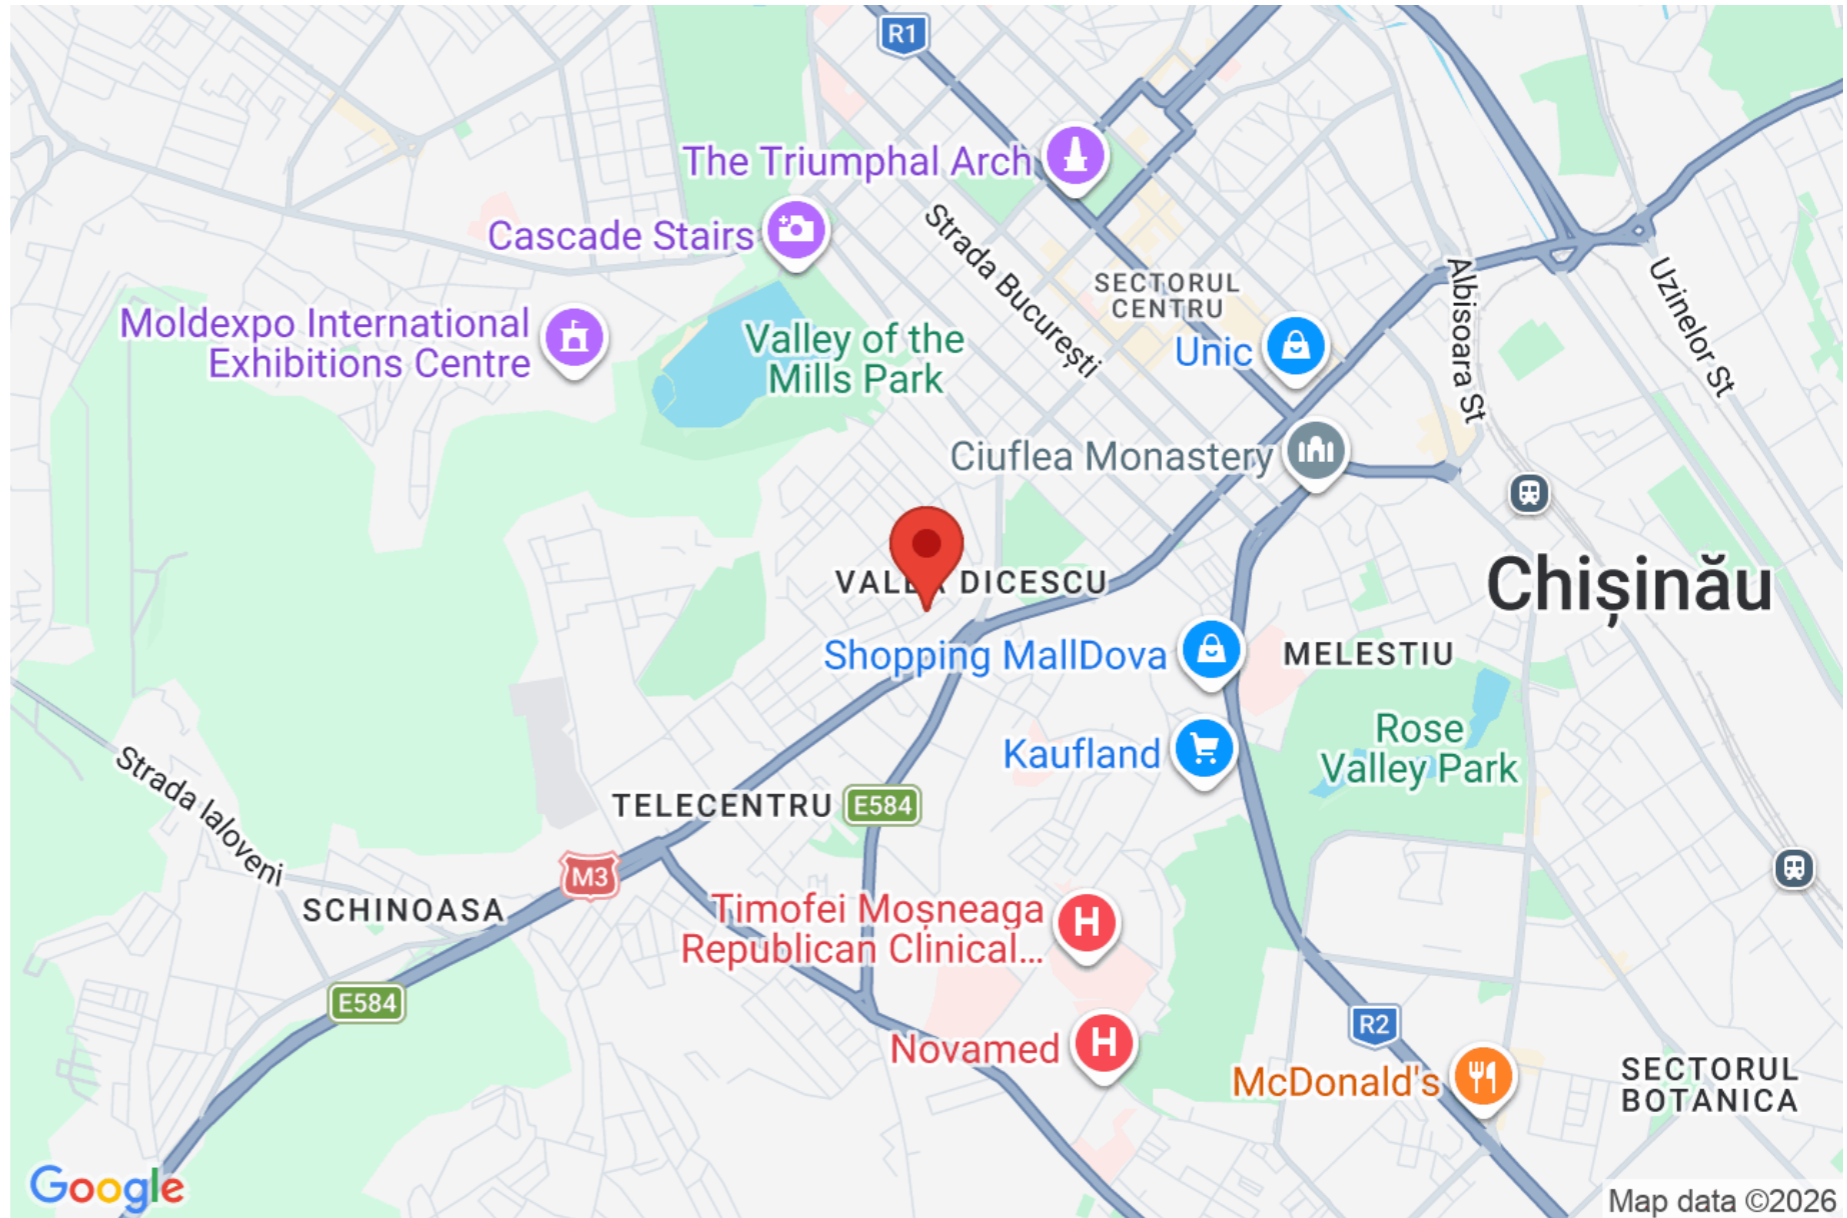 R1
The Triumphal Arch
Cascade Stairs
Strada București
SECTORUL
CENTRU
Albisoara St
Uzinelor St
Moldexpo International
Exhibitions Centre
Valley of the
Mills Park
Unic
Ciuflea Monastery
VALEA DICESCU
Chișinău
Shopping MallDova
MELESTIU
Kaufland
Rose
Valley Park
Strada Ialoveni
TELECENTRU
E584
M3
SCHINOASA
Timofei Moșneaga
Republican Clinical...
E584
Novamed
R2
McDonald's
SECTORUL
BOTANICA
Google
Map data ©2026